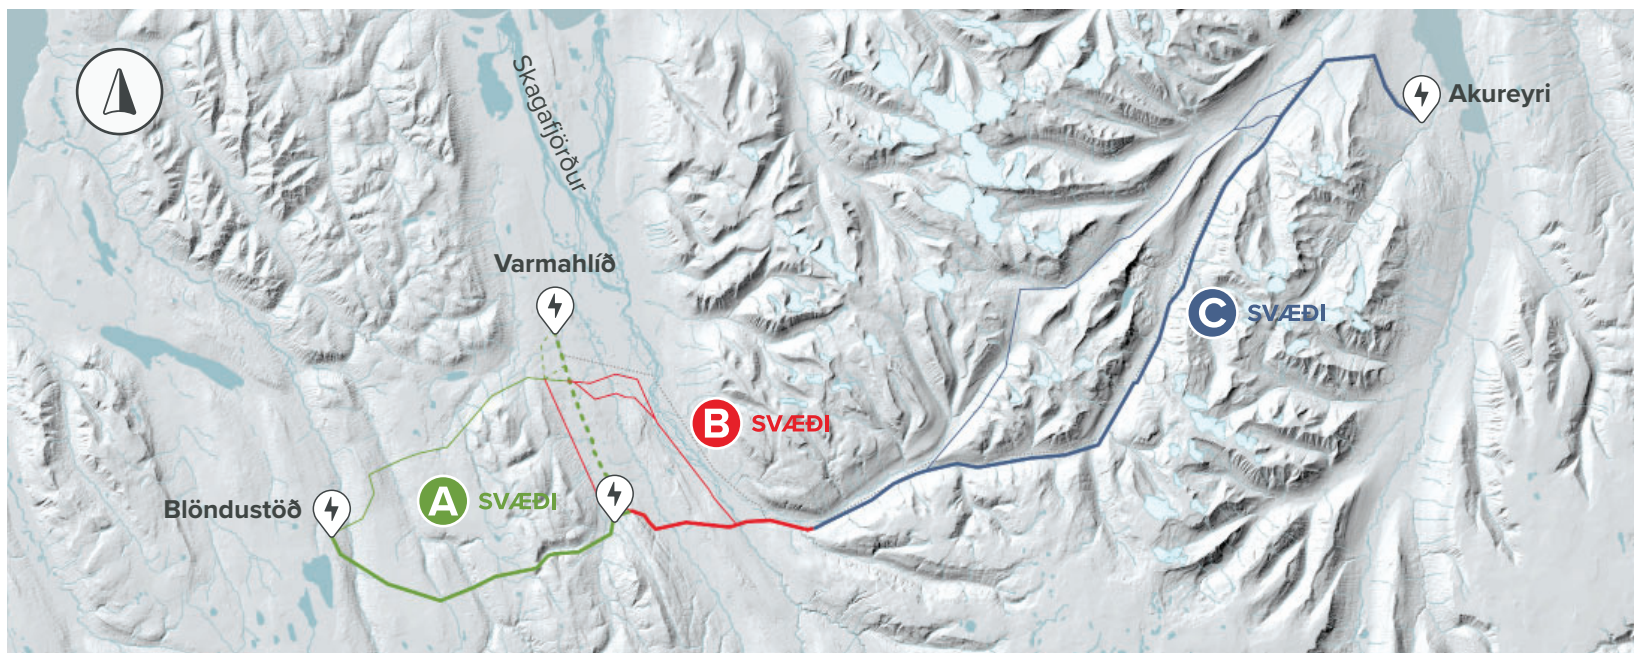 Skagafjörður
Akureyri
Varmahlíð
C SVÆÐI
B SVÆÐI
A SVÆÐI
Blöndustöð